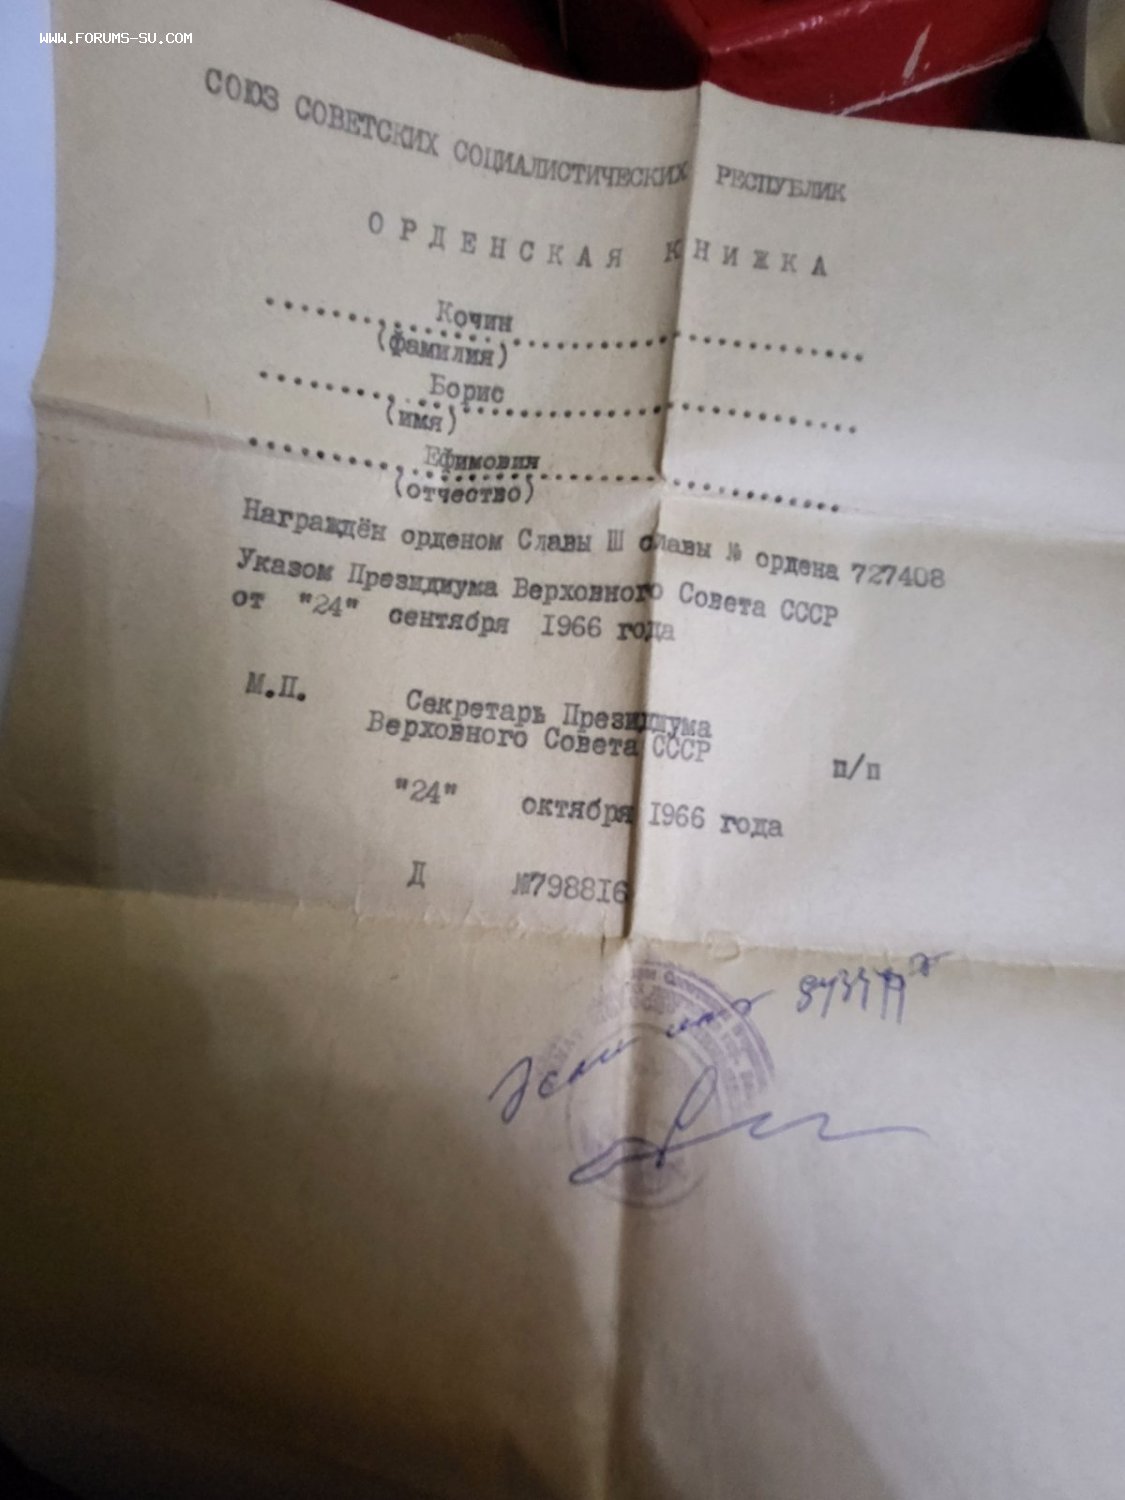 WWW.FORUMS-SU.COM
СОЮЗ СОВЕТСКИХ СОЦИАЛИСТИЧЕСКИХ РЕСПУБЛИК
ОРДЕНСКАЯ КНИЖКА
Кочин
(фамилия)
Борис
(имя)
Ефимович
(отчество)
Награждён орденом Славы Ш славы № ордена 727408
Указом Президиума Верховного Совета СССР
от "24" сентября 1966 года
М.П. Секретарь Президиума
Верховного Совета СССР п/п
"24" октября 1966 года
Д №798816